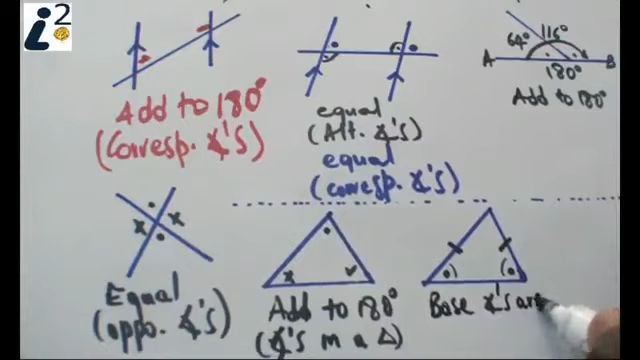 i2
Add to 180°
(Corresp. ∡'s)
equal
(Alt. ∡'s)
equal
(corresp. ∡'s)
64° 116°
A B
180°
Add to 180°
Equal
(oppo. ∡'s)
Add to 180°
(∡'s in a Δ)
Base ∡'s are